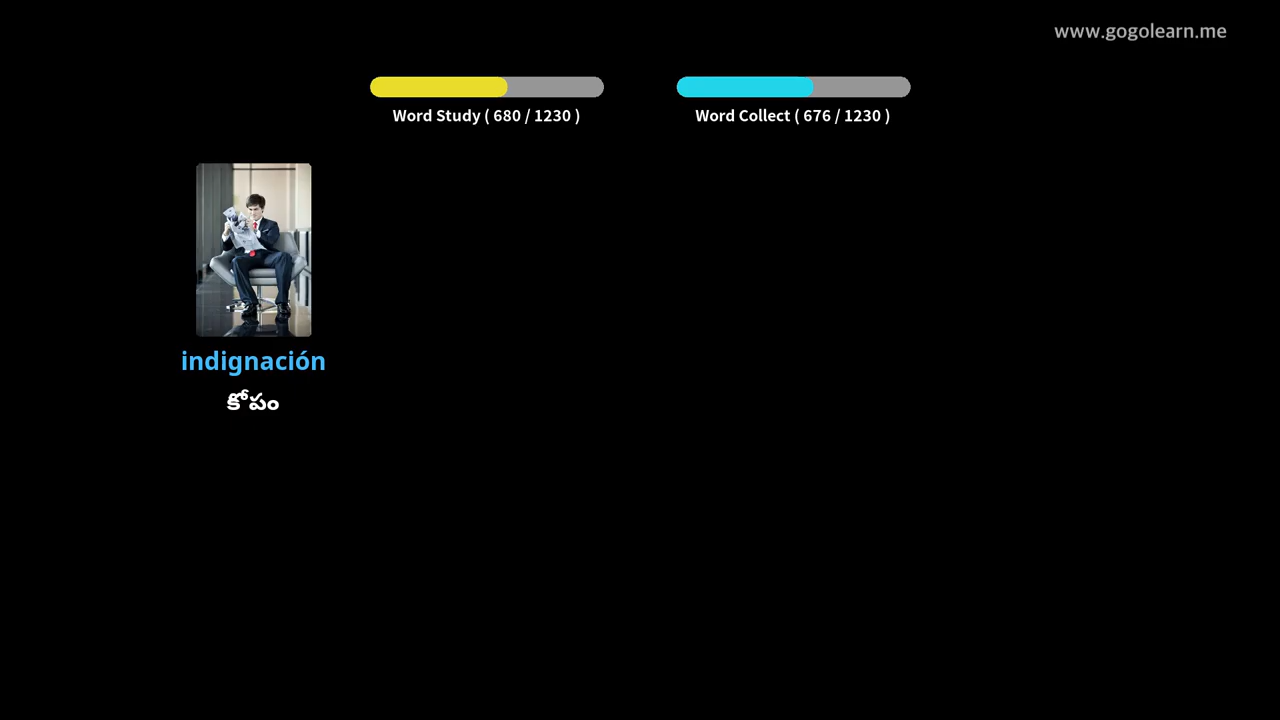 www.gogolearn.me
Word Study ( 680 / 1230 )
Word Collect ( 676 / 1230 )
indignación
కోపం